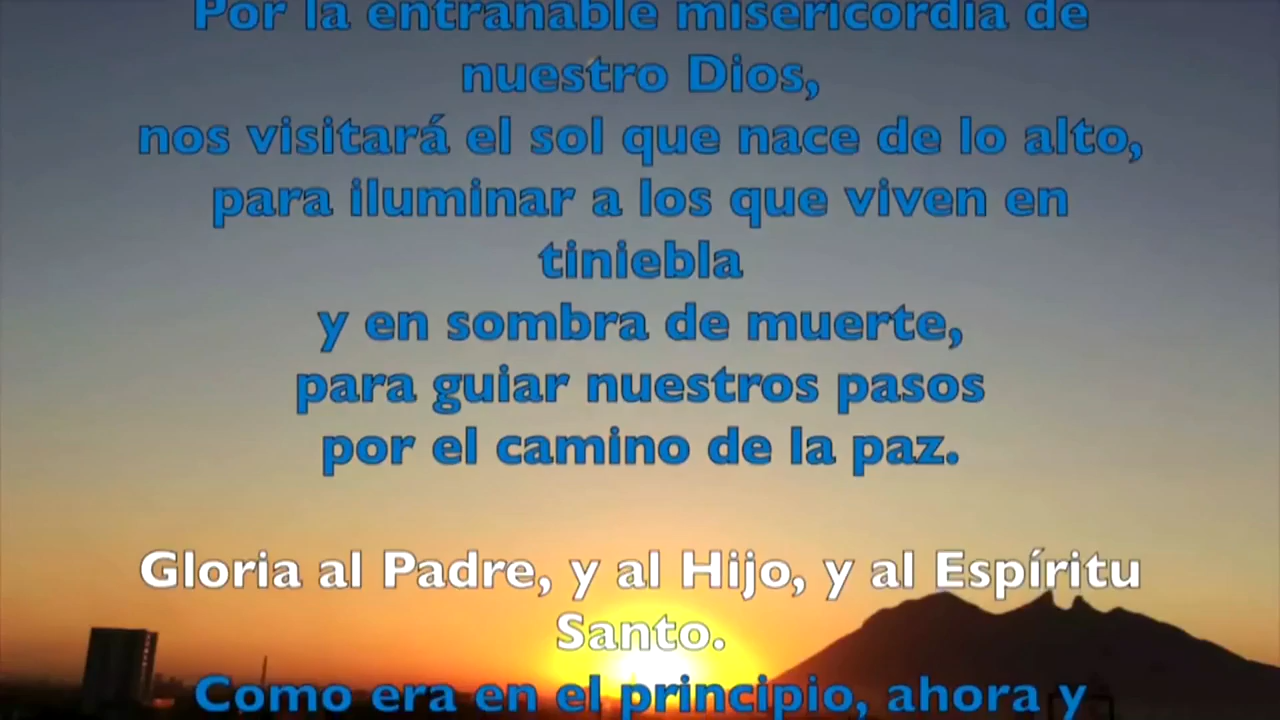 Por la entrañable misericordia de
nuestro Dios,
nos visitará el sol que nace de lo alto,
para iluminar a los que viven en
tiniebla
y en sombra de muerte,
para guiar nuestros pasos
por el camino de la paz.
Gloria al Padre, y al Hijo, y al Espíritu
Santo.
Como era en el principio, ahora y